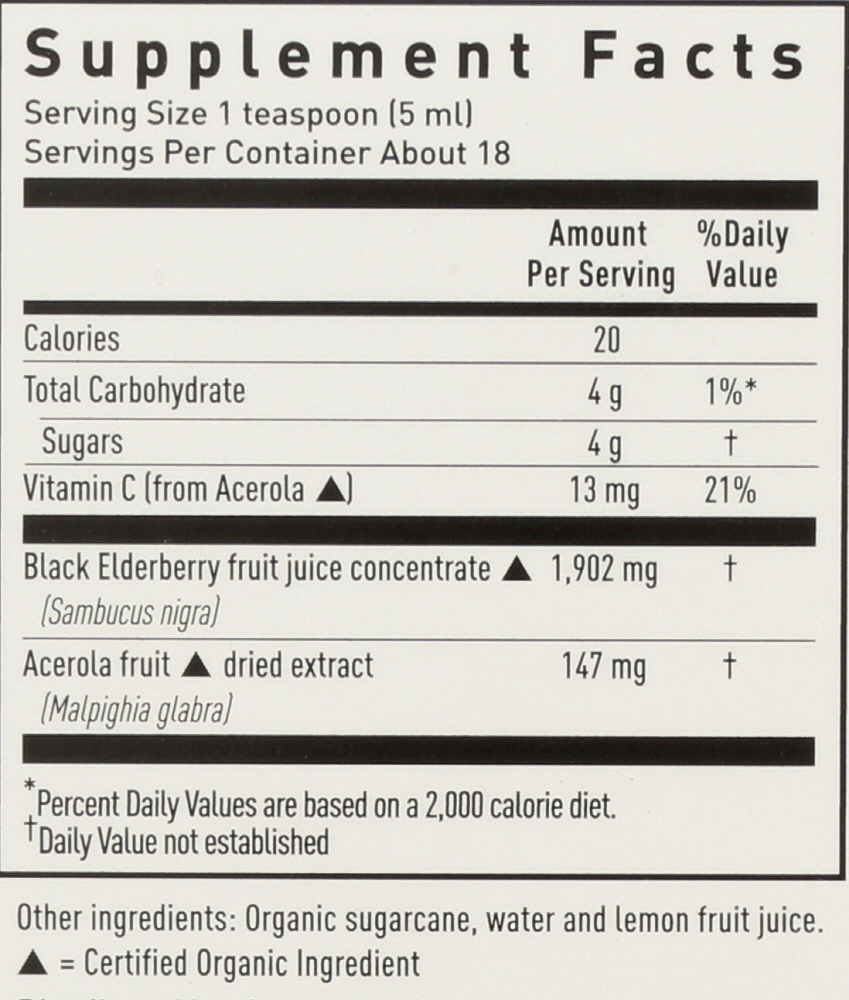 Supplement Facts
Serving Size 1 teaspoon (5 ml)
Servings Per Container About 18
Amount Per Serving %Daily Value
Calories 20
Total Carbohydrate 4 g 1%*
Sugars 4 g †
Vitamin C (from Acerola ▲) 13 mg 21%
Black Elderberry fruit juice concentrate ▲ 1,902 mg †
(Sambucus nigra)
Acerola fruit ▲ dried extract 147 mg †
(Malpighia glabra)
*Percent Daily Values are based on a 2,000 calorie diet.
†Daily Value not established
Other ingredients: Organic sugarcane, water and lemon fruit juice.
▲ = Certified Organic Ingredient